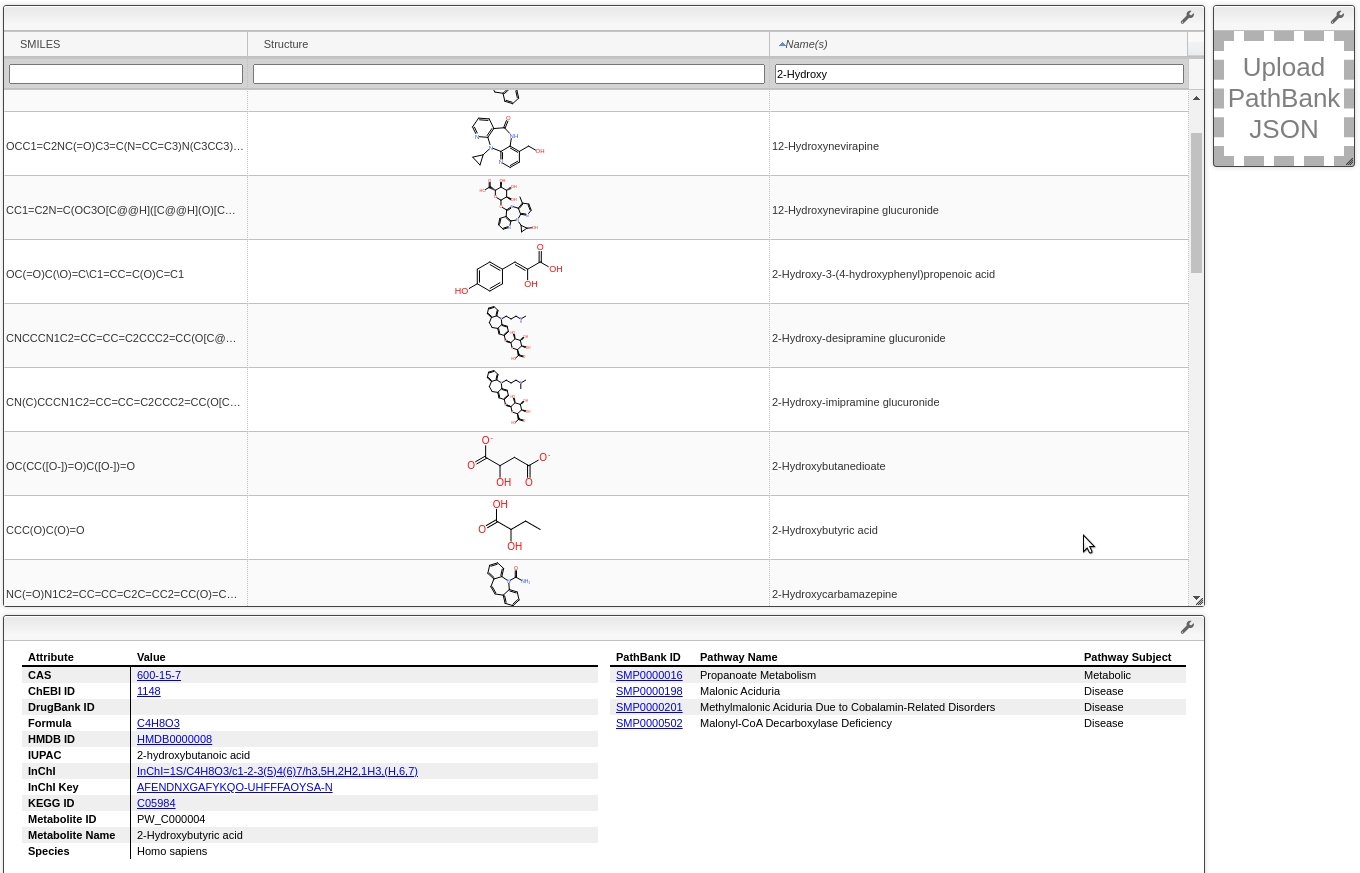 SMILES Structure Name(s)
2-Hydroxy
Upload
PathBank
JSON
OCC1=C2NC(=O)C3=C(N=CC=C3)N(C3CC3)… 12-Hydroxynevirapine
CC1=C2N=C(OC3O[C@@H]([C@@H](O)[C… 12-Hydroxynevirapine glucuronide
OC(=O)C(\O)=C\C1=CC=C(O)C=C1 HO OH O OH 2-Hydroxy-3-(4-hydroxyphenyl)propenoic acid
CNCCCN1C2=CC=CC=C2CCC2=CC(O[C@… 2-Hydroxy-desipramine glucuronide
CN(C)CCCN1C2=CC=CC=C2CCC2=CC(O[C… 2-Hydroxy-imipramine glucuronide
OC(CC([O-])=O)C([O-])=O O- O OH O O- 2-Hydroxybutanedioate
CCC(O)C(O)=O OH O OH 2-Hydroxybutyric acid
NC(=O)N1C2=CC=CC=C2C=CC2=CC(O)=C… 2-Hydroxycarbamazepine
Attribute Value
CAS 600-15-7
ChEBI ID 1148
DrugBank ID
Formula C4H8O3
HMDB ID HMDB0000008
IUPAC 2-hydroxybutanoic acid
InChI InChI=1S/C4H8O3/c1-2-3(5)4(6)7/h3,5H,2H2,1H3,(H,6,7)
InChI Key AFENDNXGAFYKQO-UHFFFAOYSA-N
KEGG ID C05984
Metabolite ID PW_C000004
Metabolite Name 2-Hydroxybutyric acid
Species Homo sapiens
PathBank ID Pathway Name Pathway Subject
SMP0000016 Propanoate Metabolism Metabolic
SMP0000198 Malonic Aciduria Disease
SMP0000201 Methylmalonic Aciduria Due to Cobalamin-Related Disorders Disease
SMP0000502 Malonyl-CoA Decarboxylase Deficiency Disease